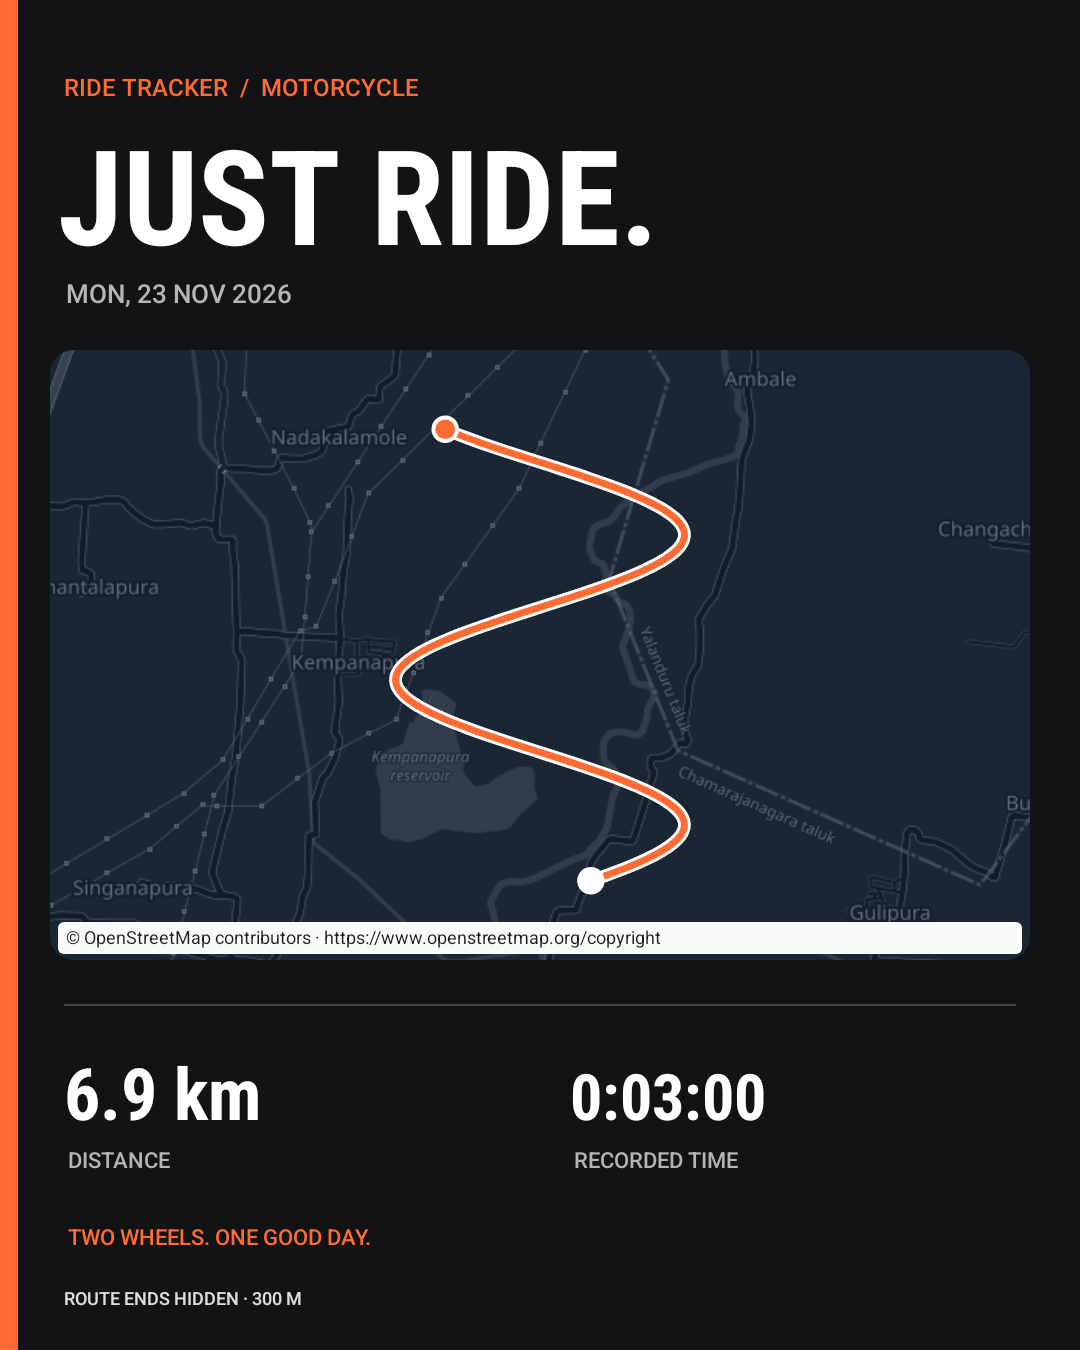 RIDE TRACKER / MOTORCYCLE
JUST RIDE.
MON, 23 NOV 2026
Ambale
Nadakalamole
Changach
nantalapura
Yalanduru taluk
Kempanapura
Kempanapura
reservoir
Chamarajanagara taluk
Bu
Singanapura
Gulipura
© OpenStreetMap contributors · https://www.openstreetmap.org/copyright
6.9 km
0:03:00
DISTANCE
RECORDED TIME
TWO WHEELS. ONE GOOD DAY.
ROUTE ENDS HIDDEN · 300 M